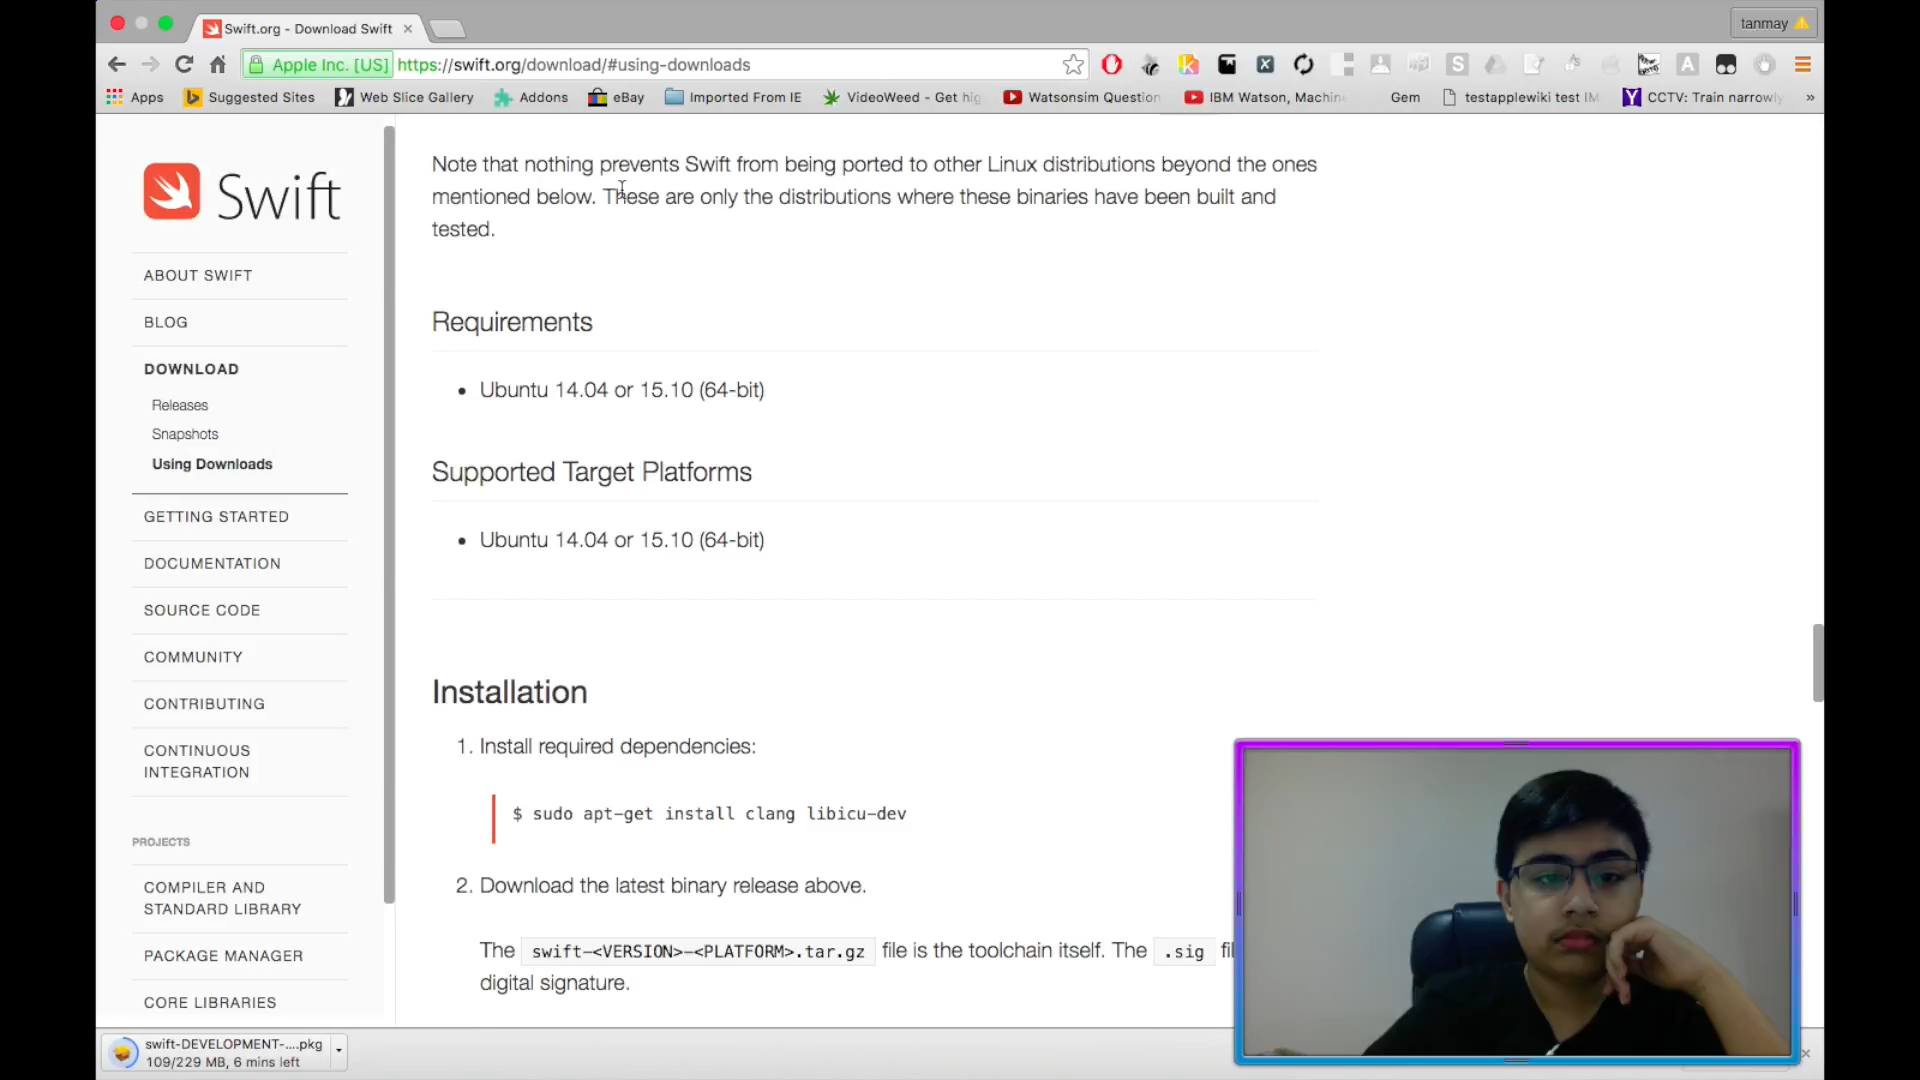 Swift.org - Download Swift
tanmay
Apple Inc. [US] https://swift.org/download/#using-downloads
Apps Suggested Sites Web Slice Gallery Addons eBay Imported From IE VideoWeed - Get hig Watsonsim Question IBM Watson, Machin Gem testapplewiki test IM CCTV: Train narrowly »
Swift
ABOUT SWIFT
BLOG
DOWNLOAD
Releases
Snapshots
Using Downloads
GETTING STARTED
DOCUMENTATION
SOURCE CODE
COMMUNITY
CONTRIBUTING
CONTINUOUS
INTEGRATION
PROJECTS
COMPILER AND
STANDARD LIBRARY
PACKAGE MANAGER
CORE LIBRARIES
Note that nothing prevents Swift from being ported to other Linux distributions beyond the ones
mentioned below. These are only the distributions where these binaries have been built and
tested.
Requirements
• Ubuntu 14.04 or 15.10 (64-bit)
Supported Target Platforms
• Ubuntu 14.04 or 15.10 (64-bit)
Installation
1. Install required dependencies:
$ sudo apt-get install clang libicu-dev
2. Download the latest binary release above.
The swift-<VERSION>-<PLATFORM>.tar.gz file is the toolchain itself. The .sig fil
digital signature.
swift-DEVELOPMENT-....pkg
109/229 MB, 6 mins left